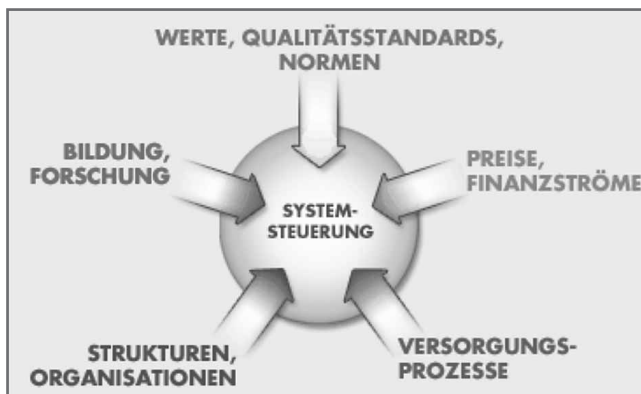 WERTE, QUALITÄTSSTANDARDS,
NORMEN
BILDUNG,
FORSCHUNG
PREISE,
FINANZSTRÖME
SYSTEM-
STEUERUNG
STRUKTUREN,
ORGANISATIONEN
VERSORGUNGS-
PROZESSE